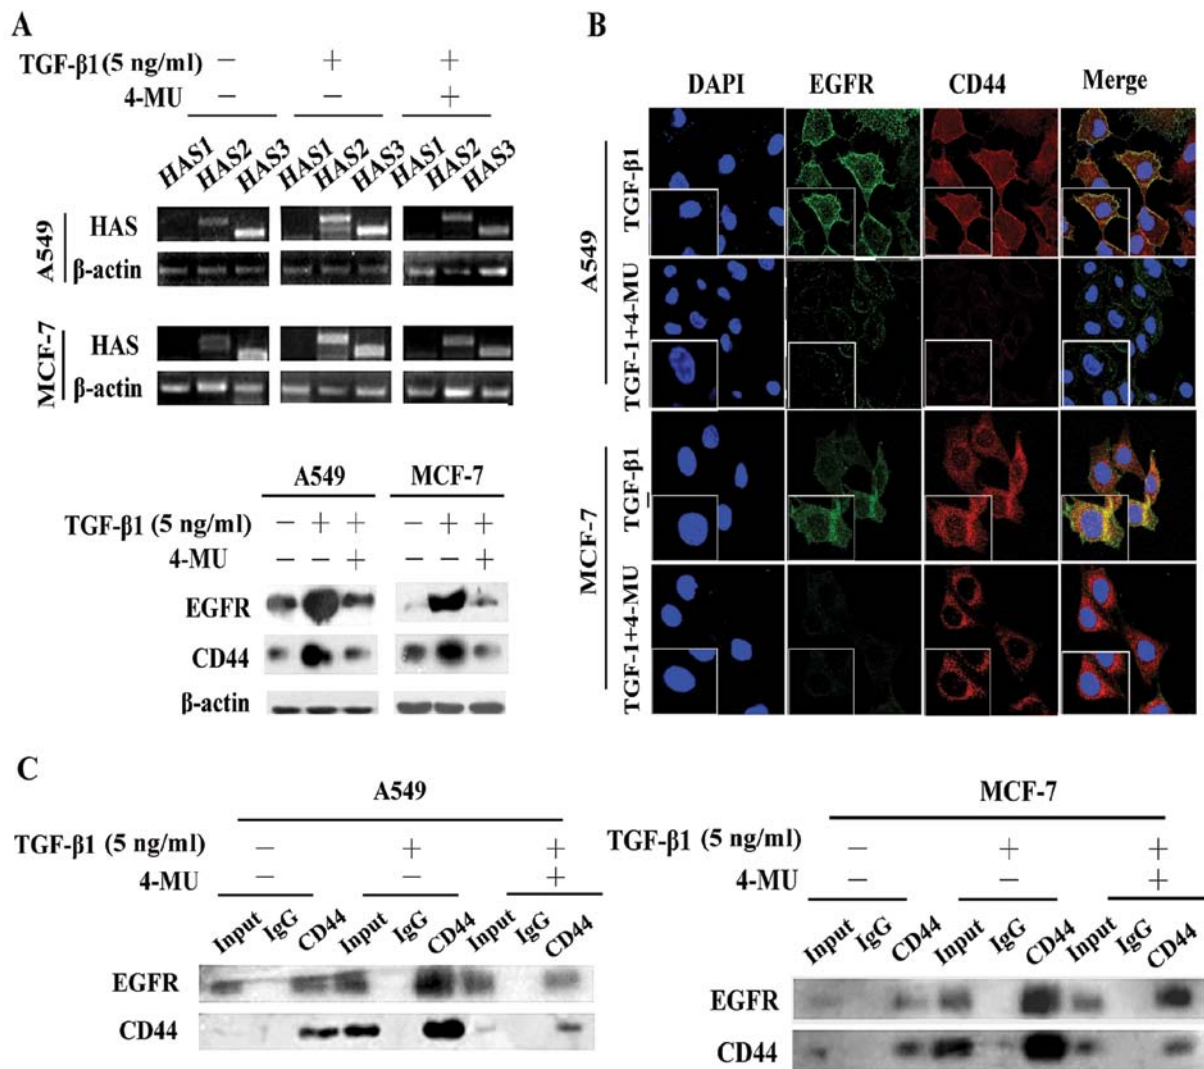 A
TGF-β1 (5 ng/ml) − + +
4-MU − − +
HAS1 HAS2 HAS3 HAS1 HAS2 HAS3 HAS1 HAS2 HAS3
A549
HAS
β-actin
MCF-7
HAS
β-actin
A549 MCF-7
TGF-β1 (5 ng/ml) − + + − + +
4-MU − − + − − +
EGFR
CD44
β-actin
B
DAPI EGFR CD44 Merge
A549
TGF-β1
TGF-1+4-MU
MCF-7
TGF-β1
TGF-1+4-MU
C
A549
TGF-β1 (5 ng/ml) − + +
4-MU − − +
Input IgG CD44 Input IgG CD44 Input IgG CD44
EGFR
CD44
MCF-7
TGF-β1 (5 ng/ml) − + +
4-MU − − +
Input IgG CD44 Input IgG CD44 Input IgG CD44
EGFR
CD44